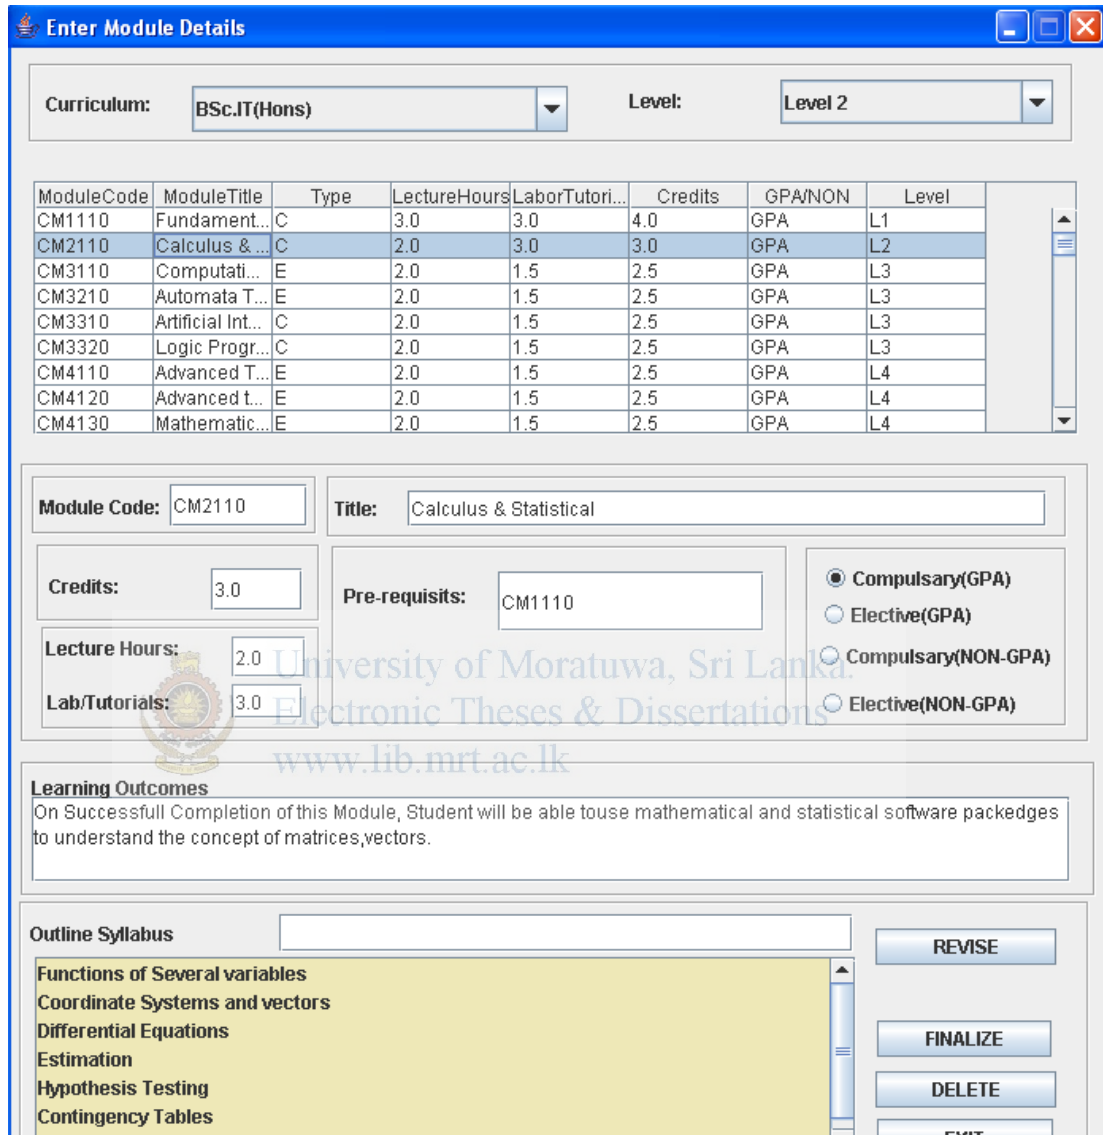 Enter Module Details
Curriculum: BSc.IT(Hons) Level: Level 2
ModuleCode ModuleTitle Type LectureHours LaborTutori... Credits GPA/NON Level
CM1110 Fundament... C 3.0 3.0 4.0 GPA L1
CM2110 Calculus & ... C 2.0 3.0 3.0 GPA L2
CM3110 Computati... E 2.0 1.5 2.5 GPA L3
CM3210 Automata T... E 2.0 1.5 2.5 GPA L3
CM3310 Artificial Int... C 2.0 1.5 2.5 GPA L3
CM3320 Logic Progr... C 2.0 1.5 2.5 GPA L3
CM4110 Advanced T... E 2.0 1.5 2.5 GPA L4
CM4120 Advanced t... E 2.0 1.5 2.5 GPA L4
CM4130 Mathematic... E 2.0 1.5 2.5 GPA L4
Module Code: CM2110 Title: Calculus & Statistical
Credits: 3.0 Pre-requisits: CM1110
Compulsary(GPA)
Elective(GPA)
Compulsary(NON-GPA)
Elective(NON-GPA)
Lecture Hours: 2.0
Lab/Tutorials: 3.0
University of Moratuwa, Sri Lanka.
Electronic Theses & Dissertations
www.lib.mrt.ac.lk
Learning Outcomes
On Successfull Completion of this Module, Student will be able touse mathematical and statistical software packedges
to understand the concept of matrices,vectors.
Outline Syllabus
Functions of Several variables
Coordinate Systems and vectors
Differential Equations
Estimation
Hypothesis Testing
Contingency Tables
REVISE
FINALIZE
DELETE
EXIT